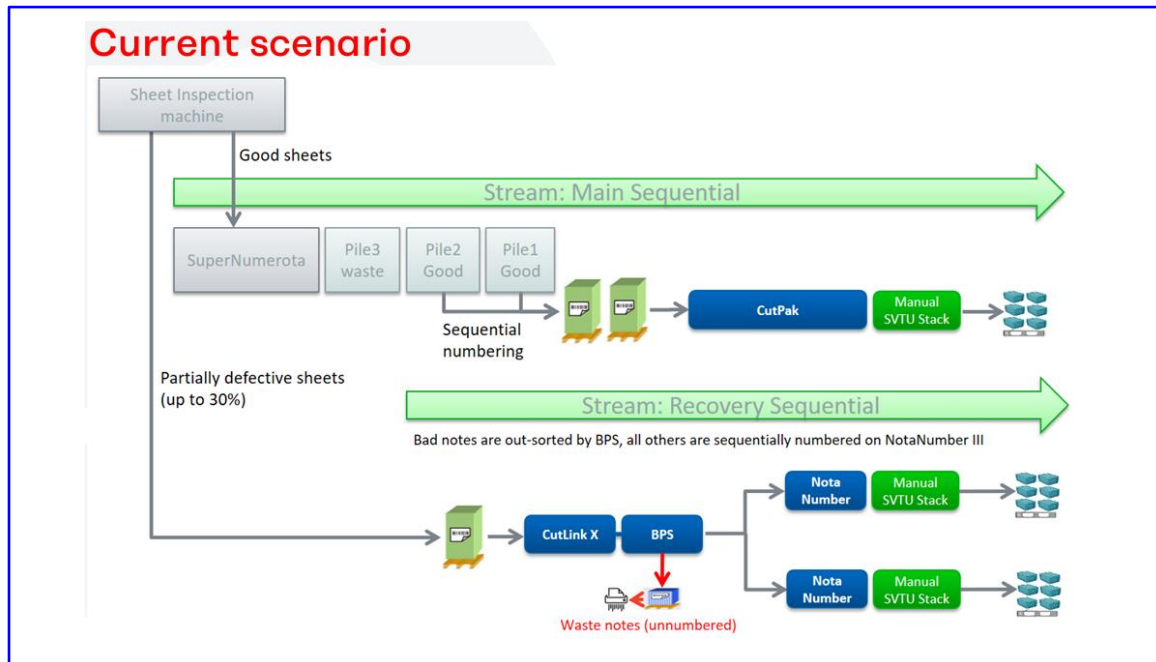 Current scenario
Sheet Inspection
machine
Good sheets
Stream: Main Sequential
SuperNumerota
Pile3
waste
Pile2
Good
Pile1
Good
Sequential
numbering
CutPak
Manual
SVTU Stack
Partially defective sheets
(up to 30%)
Stream: Recovery Sequential
Bad notes are out-sorted by BPS, all others are sequentially numbered on NotaNumber III
Nota
Number
Manual
SVTU Stack
CutLink X
BPS
Nota
Number
Manual
SVTU Stack
Waste notes (unnumbered)